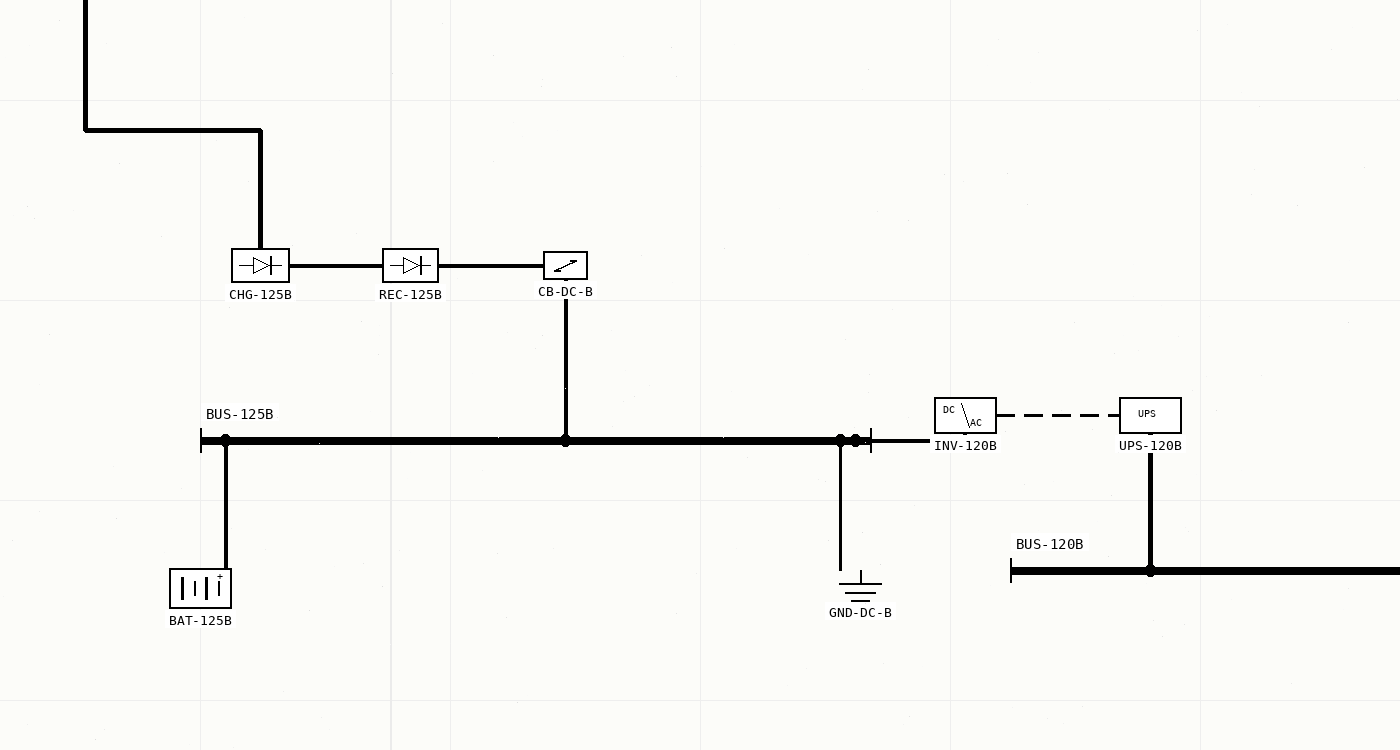 CHG-125B
REC-125B
CB-DC-B
BUS-125B
DC
AC
INV-120B
UPS
UPS-120B
BUS-120B
+
BAT-125B
GND-DC-B